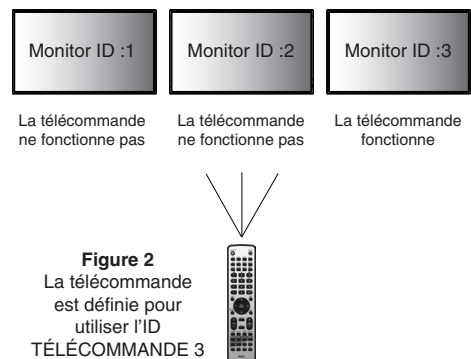 Monitor ID :1
Monitor ID :2
Monitor ID :3
La télécommande
ne fonctionne pas
La télécommande
ne fonctionne pas
La télécommande
fonctionne
Figure 2
La télécommande
est définie pour
utiliser l'ID
TÉLÉCOMMANDE 3